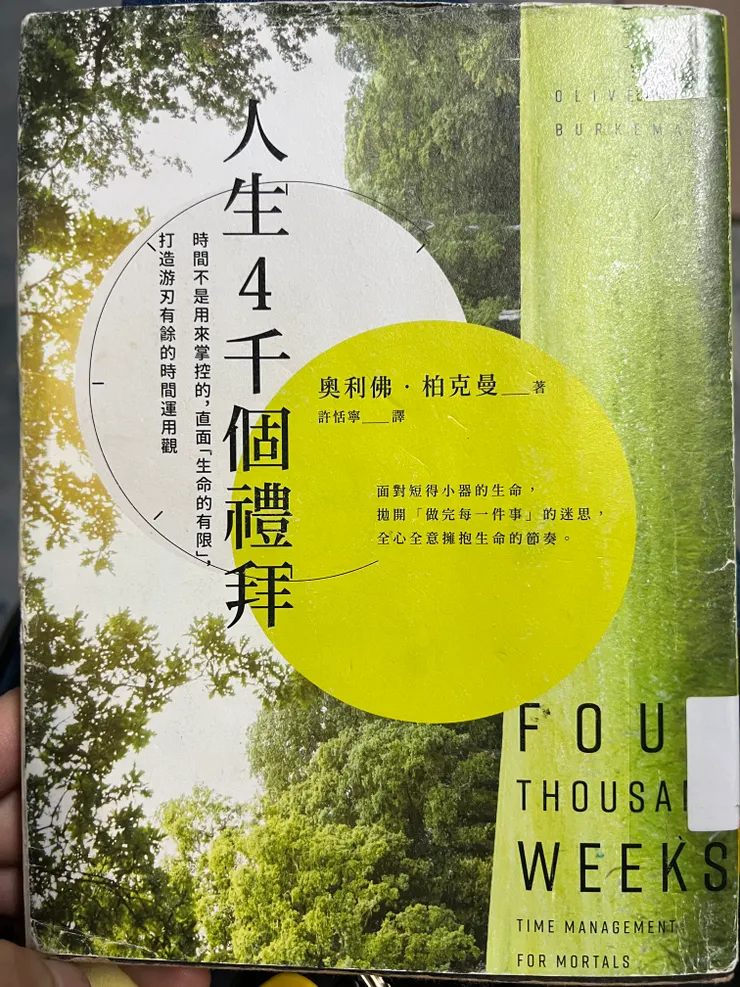 人生4千個禮拜
時間不是用來掌控的，直面「生命的有限」，
打造游刃有餘的時間運用觀
OLIVE
BURKEMA
奧利佛．柏克曼__著
許恬寧__譯
面對短得小器的生命，
拋開「做完每一件事」的迷思，
全心全意擁抱生命的節奏。
FOU
THOUSA
WEEKS
TIME MANAGEMENT
FOR MORTALS